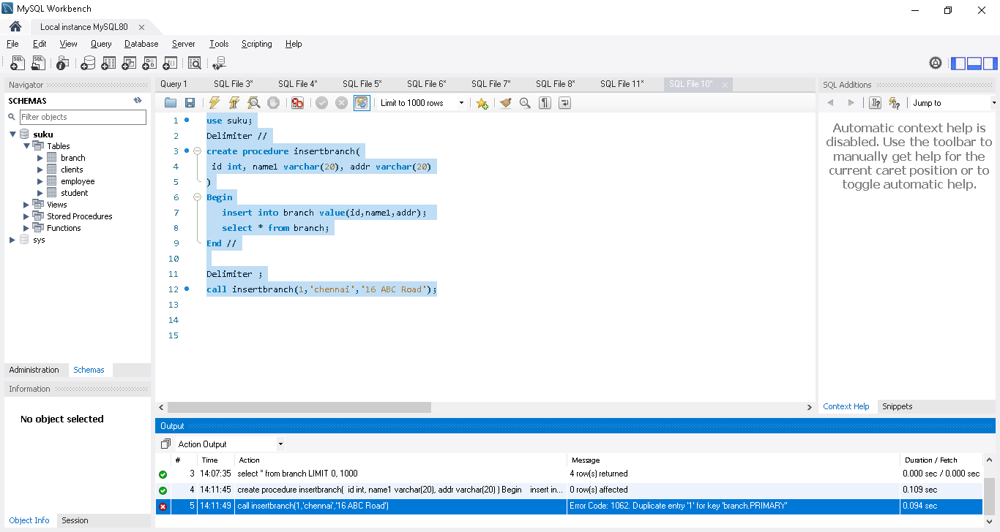 MySQL Workbench
Local instance MySQL80
File Edit View Query Database Server Tools Scripting Help
Navigator
SCHEMAS
Filter objects
suku
Tables
branch
clients
employee
student
Views
Stored Procedures
Functions
sys
Administration Schemas
Information
No object selected
Object Info Session
Query 1 SQL File 3* SQL File 4* SQL File 5* SQL File 6* SQL File 7* SQL File 8* SQL File 11* SQL File 10*
Limit to 1000 rows
1 use suku;
2 Delimiter //
3 create procedure insertbranch(
4 id int, name1 varchar(20), addr varchar(20)
5 )
6 Begin
7 insert into branch value(id,name1,addr);
8 select * from branch;
9 End //
10
11 Delimiter ;
12 call insertbranch(1,'chennai','16 ABC Road');
13
14
15
SQL Additions
Jump to
Automatic context help is
disabled. Use the toolbar to
manually get help for the
current caret position or to
toggle automatic help.
Context Help Snippets
Output
Action Output
# Time Action Message Duration / Fetch
3 14:07:35 select * from branch LIMIT 0, 1000 4 row(s) returned 0.000 sec / 0.000 sec
4 14:11:45 create procedure insertbranch( id int, name1 varchar(20), addr varchar(20) ) Begin insert in... 0 row(s) affected 0.109 sec
5 14:11:49 call insertbranch(1,'chennai','16 ABC Road') Error Code: 1062. Duplicate entry '1' for key 'branch.PRIMARY' 0.094 sec